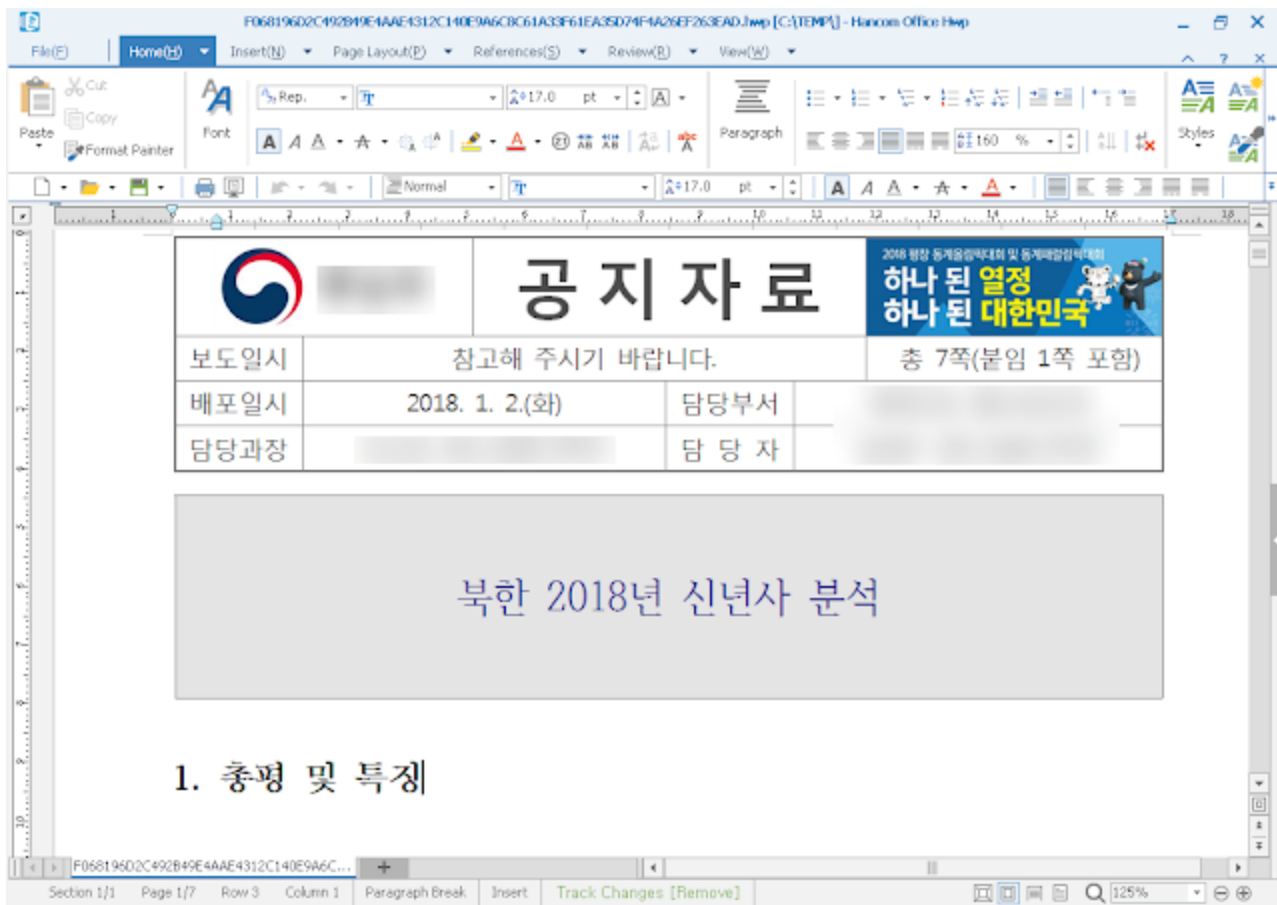 F068196D2C492B49E4AAE4312C140E9A6C8C61A33F61EA35D74F4A26EF263EAD.hwp [C:\TEMP\] - Hancom Office Hwp
File(F) Home(H) Insert(N) Page Layout(P) References(S) Review(R) View(W)
Cut
Copy
Paste Format Painter Font Rep. 17.0 pt Paragraph 160 % Styles
Normal 17.0 pt
공 지 자 료
2018 평창 동계올림픽대회 및 동계패럴림픽대회
하나 된 열정
하나 된 대한민국
보도일시 참고해 주시기 바랍니다. 총 7쪽(붙임 1쪽 포함)
배포일시 2018. 1. 2.(화) 담당부서
담당과장 담 당 자
북한 2018년 신년사 분석
1. 총평 및 특징
F068196D2C492B49E4AAE4312C140E9A6C...
Section 1/1 Page 1/7 Row 3 Column 1 Paragraph Break Insert Track Changes [Remove] 125%